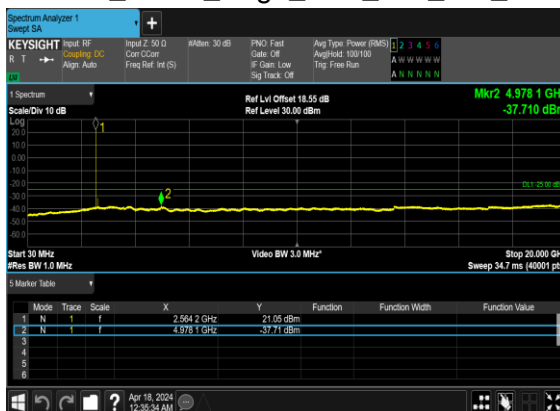 Spectrum Analyzer 1
Swept SA
+
KEYSIGHT Input: RF Input Z: 50 Ω #Atten: 30 dB PNO: Fast Avg Type: Power (RMS) 1 2 3 4 5 6
R T Coupling: DC Corr CCorr Gate: Off Avg|Hold: 100/100 A W W W W W
Align: Auto Freq Ref: Int (S) IF Gain: Low Trig: Free Run
Sig Track: Off A N N N N N
1 Spectrum Ref Lvl Offset 18.55 dB Mkr2 4.978 1 GH
Scale/Div 10 dB Ref Level 30.00 dBm -37.710 dBr
Log
20.0
10.0
0.00
-10.0
-20.0
-30.0
-40.0
-50.0
-60.0
1
2
DL1 -25.00 dB
Start 30 MHz Video BW 3.0 MHz* Stop 20.000 GH
#Res BW 1.0 MHz Sweep 34.7 ms (40001 pt
5 Marker Table
Mode Trace Scale X Y Function Function Width Function Value
1 N 1 f 2.564 2 GHz 21.05 dBm
2 N 1 f 4.978 1 GHz -37.71 dBm
3
4
5
6
? Apr 18, 2024
12:35:34 AM